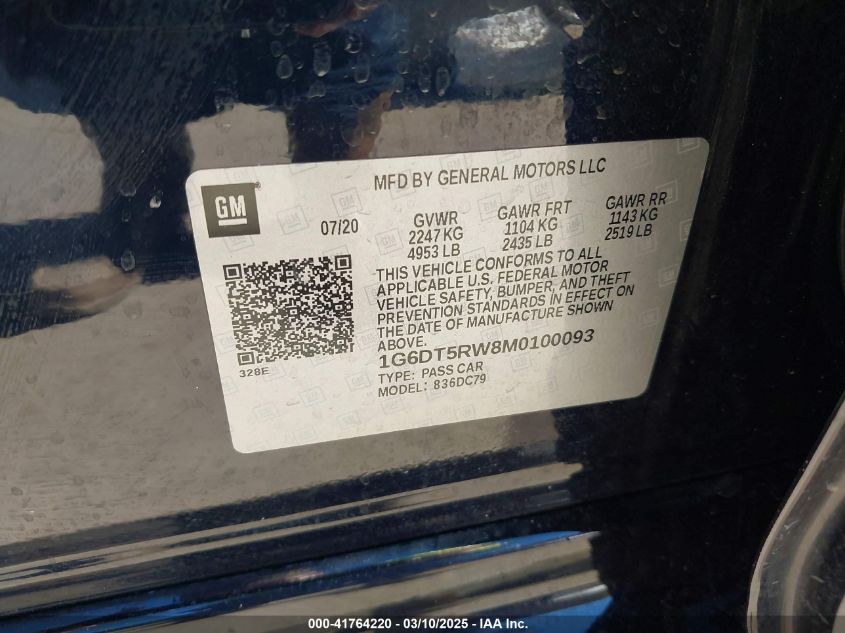 MFD BY GENERAL MOTORS LLC
GM
07/20
GVWR
2247 KG
4953 LB
GAWR FRT
1104 KG
2435 LB
GAWR RR
1143 KG
2519 LB
THIS VEHICLE CONFORMS TO ALL
APPLICABLE U.S. FEDERAL MOTOR
VEHICLE SAFETY, BUMPER, AND THEFT
PREVENTION STANDARDS IN EFFECT ON
THE DATE OF MANUFACTURE SHOWN
ABOVE.
1G6DT5RW8M0100093
TYPE: PASS CAR
MODEL: 836DC79
328E
000-41764220 - 03/10/2025 - IAA Inc.